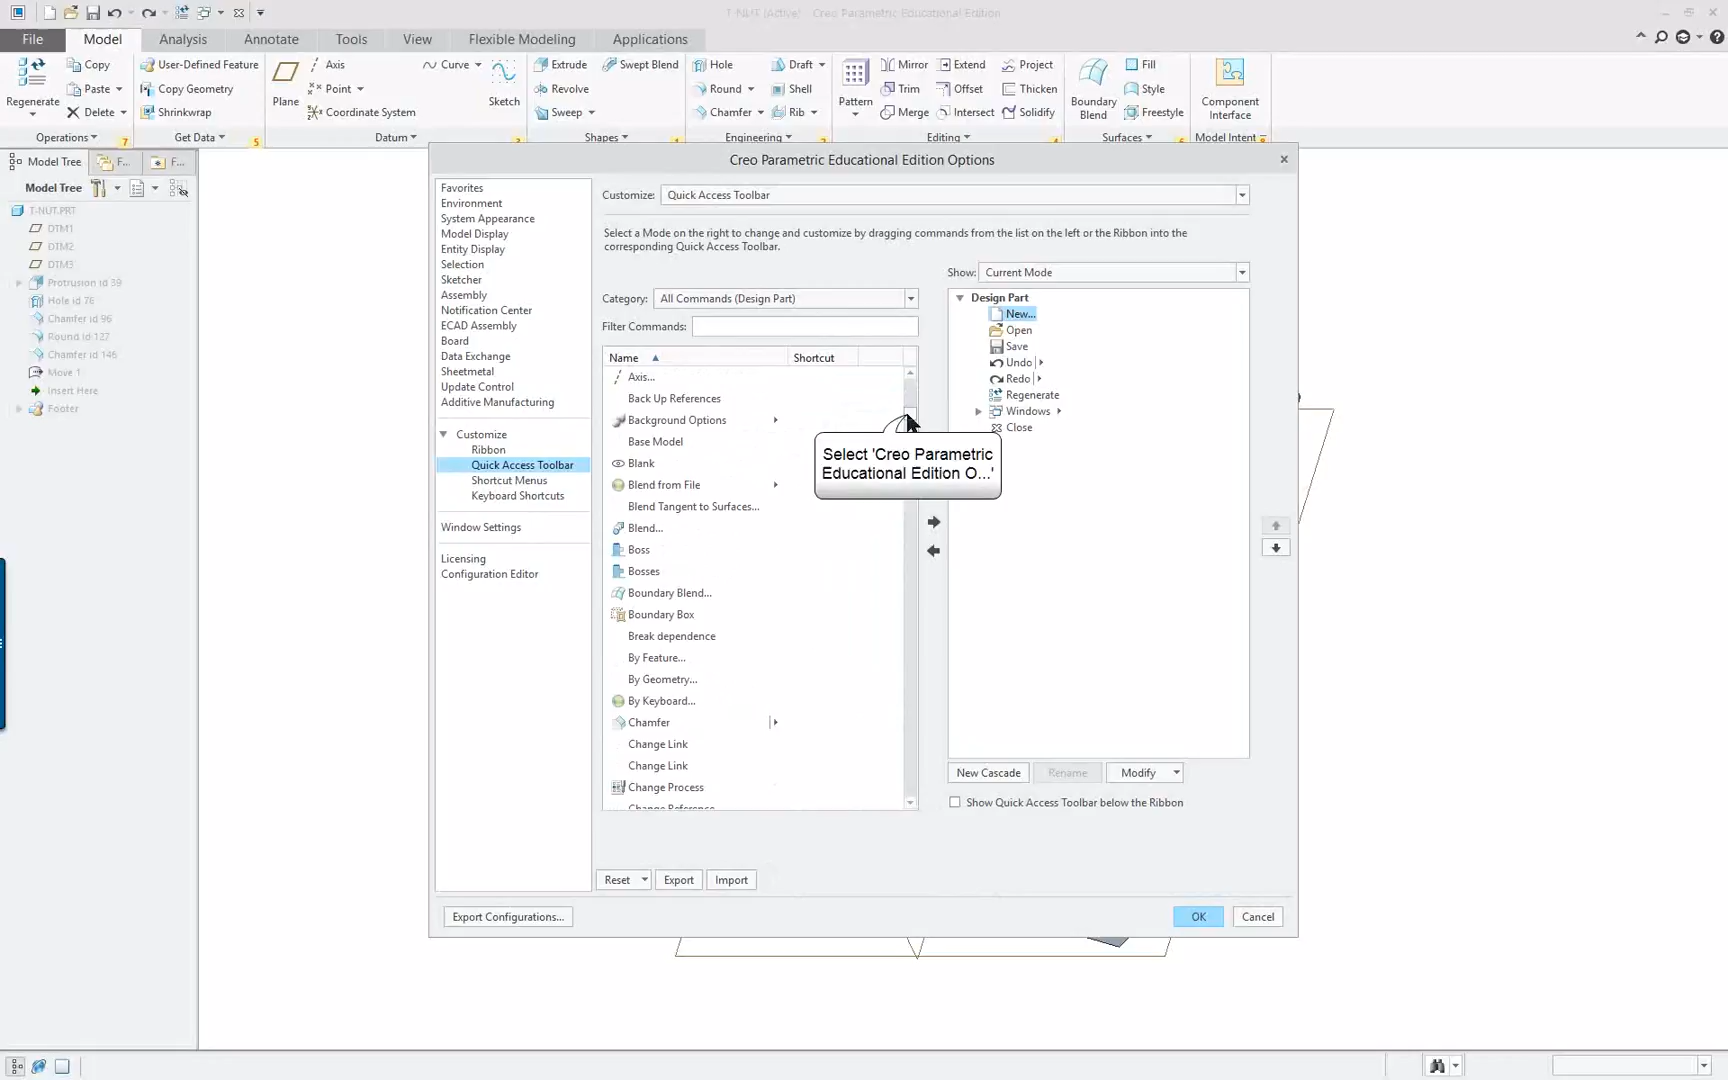 T-NUT (Active) - Creo Parametric Educational Edition
File Model Analysis Annotate Tools View Flexible Modeling Applications
Regenerate Copy Paste Delete
Operations 7
User-Defined Feature
Copy Geometry
Shrinkwrap
Get Data 5
Plane Axis Point Coordinate System Curve Sketch
Datum
Extrude Revolve Sweep Swept Blend
Shapes
Hole Round Chamfer Draft Shell Rib
Engineering
Pattern Mirror Trim Merge Extend Offset Intersect Project Thicken Solidify
Editing
Boundary Blend Fill Style Freestyle
Surfaces
Component Interface
Model Intent
Model Tree F... F...
Model Tree
T-NUT.PRT
DTM1
DTM2
DTM3
Protrusion id 39
Hole id 76
Chamfer id 96
Round id 127
Chamfer id 146
Move 1
Insert Here
Footer
Creo Parametric Educational Edition Options
Favorites
Environment
System Appearance
Model Display
Entity Display
Selection
Sketcher
Assembly
Notification Center
ECAD Assembly
Board
Data Exchange
Sheetmetal
Update Control
Additive Manufacturing
Customize
Ribbon
Quick Access Toolbar
Shortcut Menus
Keyboard Shortcuts
Window Settings
Licensing
Configuration Editor
Customize: Quick Access Toolbar
Select a Mode on the right to change and customize by dragging commands from the list on the left or the Ribbon into the
corresponding Quick Access Toolbar.
Category: All Commands (Design Part)
Filter Commands:
Name Shortcut
Axis...
Back Up References
Background Options
Base Model
Blank
Blend from File
Blend Tangent to Surfaces...
Blend...
Boss
Bosses
Boundary Blend...
Boundary Box
Break dependence
By Feature...
By Geometry...
By Keyboard...
Chamfer
Change Link
Change Link
Change Process
Change Reference
Select 'Creo Parametric
Educational Edition O...'
Show: Current Mode
Design Part
New...
Open
Save
Undo
Redo
Regenerate
Windows
Close
New Cascade Rename Modify
Show Quick Access Toolbar below the Ribbon
Reset Export Import
Export Configurations... OK Cancel